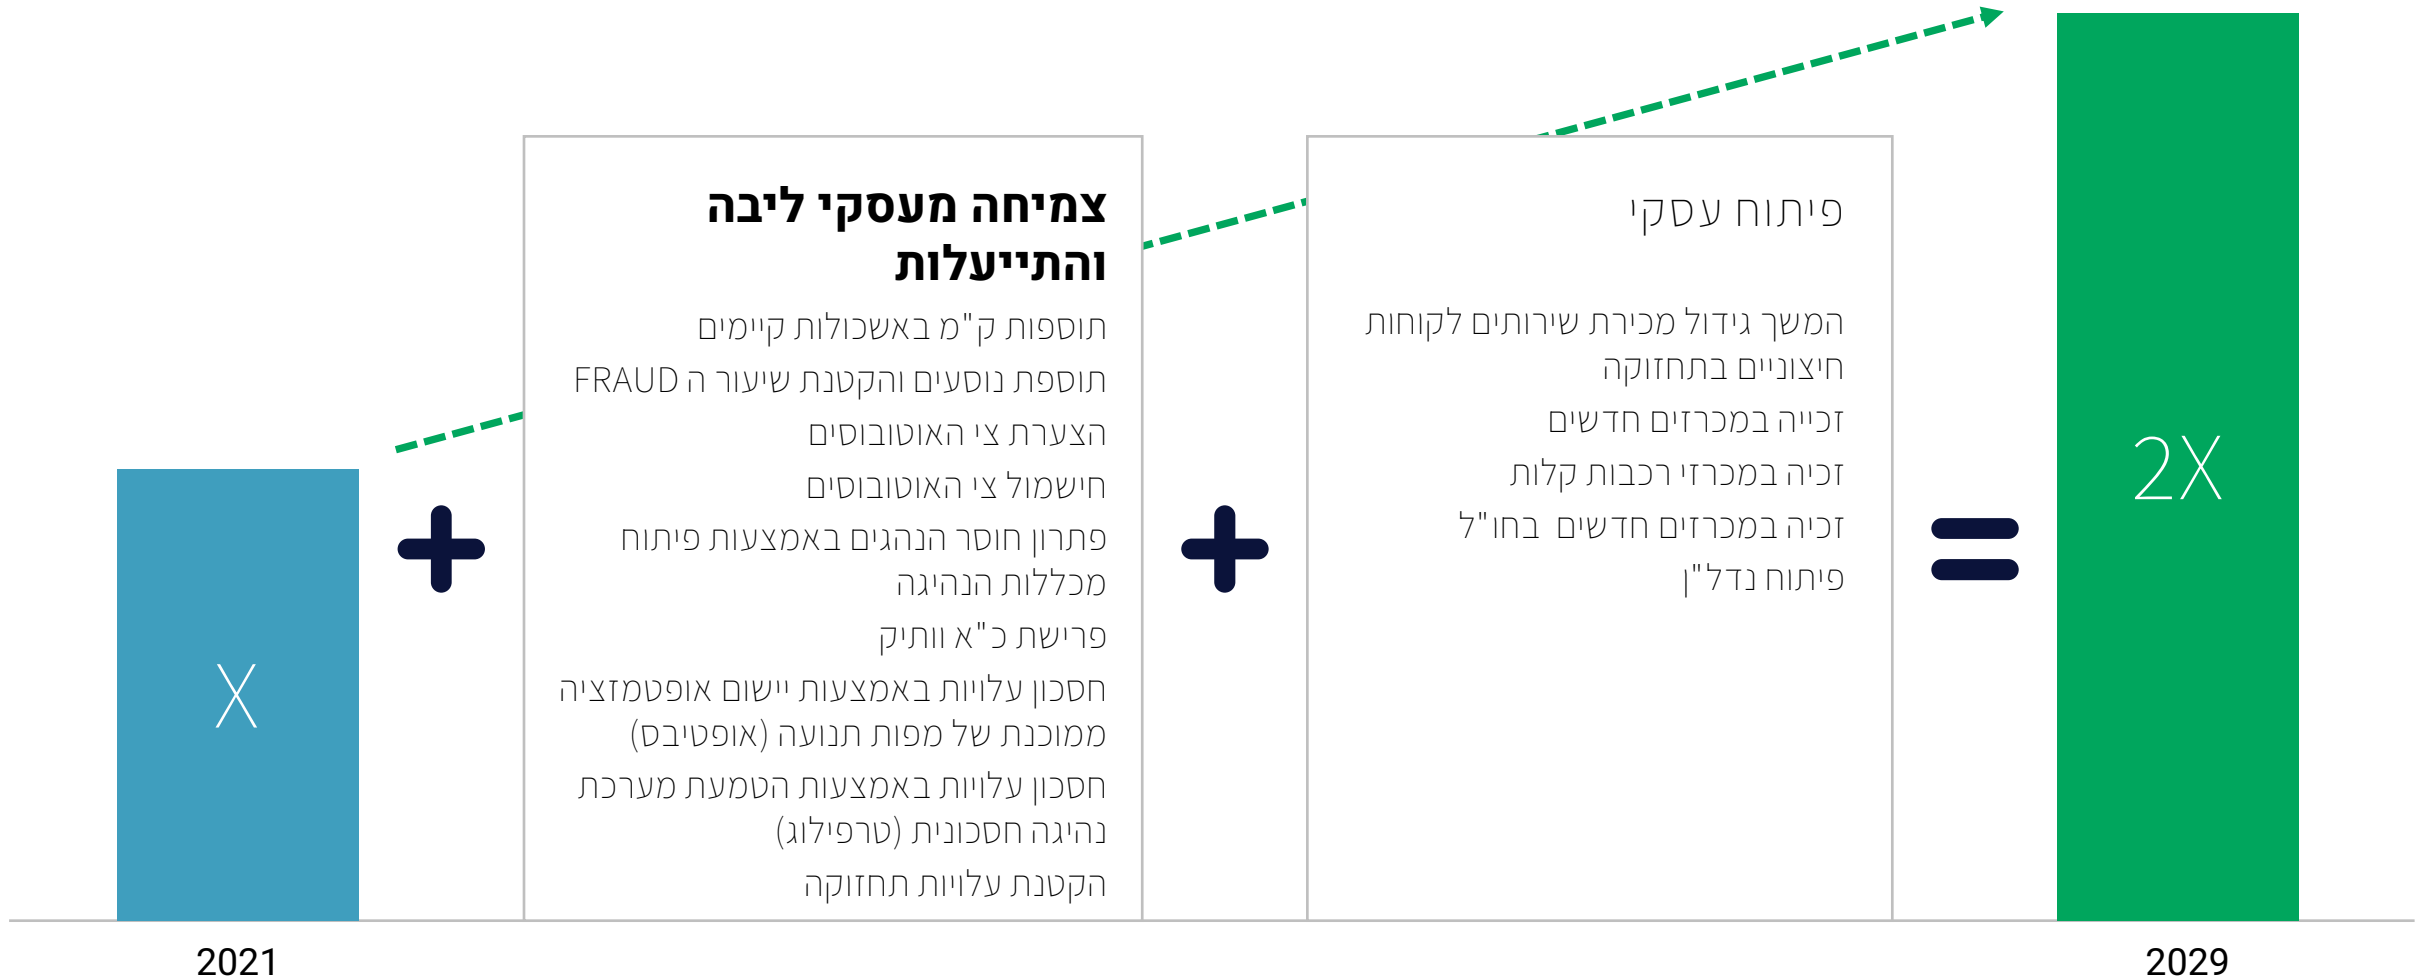 X
2021
צמיחה מעסקי ליבה
והתייעלות
תוספות ק"מ באשכולות קיימים
תוספת נוסעים והקטנת שיעור ה FRAUD
הצערת צי האוטובוסים
חישמול צי האוטובוסים
פתרון חוסר הנהגים באמצעות פיתוח
מכללות הנהיגה
פרישת כ"א וותיק
חסכון עלויות באמצעות יישום אופטמזציה
ממוכנת של מפות תנועה (אופטיבס)
חסכון עלויות באמצעות הטמעת מערכת
נהיגה חסכונית (טרפילוג)
הקטנת עלויות תחזוקה
פיתוח עסקי
המשך גידול מכירת שירותים לקוחות
חיצוניים בתחזוקה
זכייה במכרזים חדשים
זכיה במכרזי רכבות קלות
זכיה במכרזים חדשים  בחו"ל
פיתוח נדל"ן
2X
2029